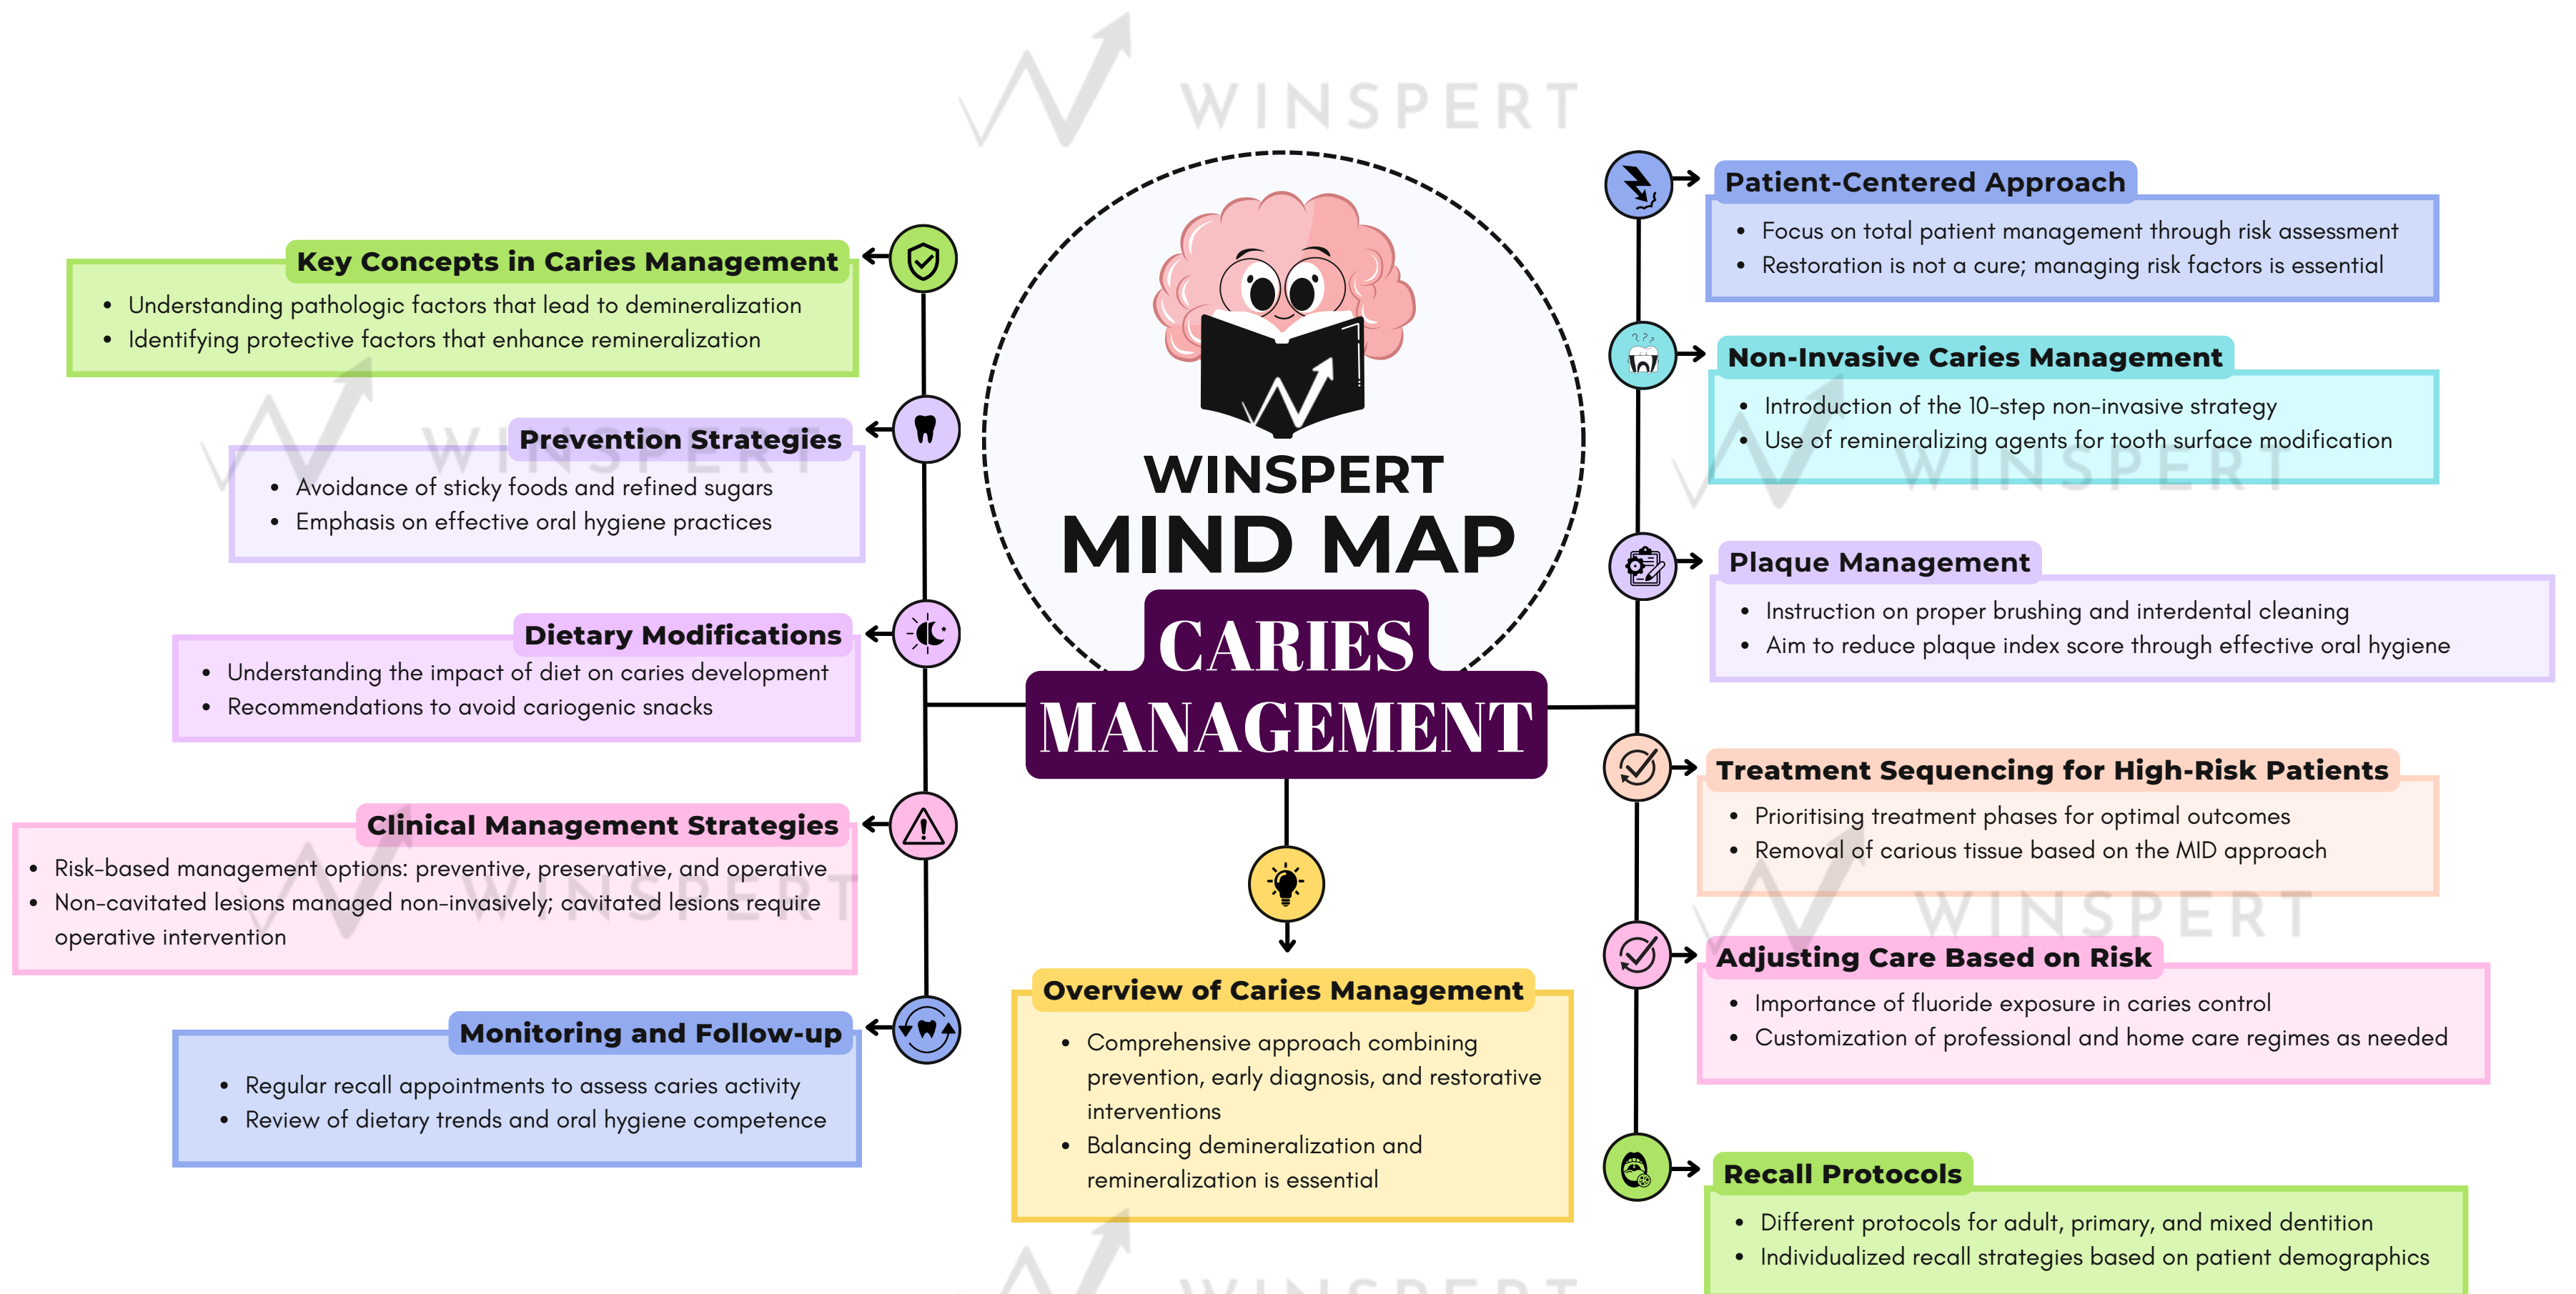 WINSPERT
WINSPERT
MIND MAP
CARIES
MANAGEMENT
Key Concepts in Caries Management
• Understanding pathologic factors that lead to demineralization
• Identifying protective factors that enhance remineralization
WINSPERT
Prevention Strategies
• Avoidance of sticky foods and refined sugars
• Emphasis on effective oral hygiene practices
Dietary Modifications
• Understanding the impact of diet on caries development
• Recommendations to avoid cariogenic snacks
Clinical Management Strategies
• Risk-based management options: preventive, preservative, and operative
• Non-cavitated lesions managed non-invasively; cavitated lesions require
operative intervention
WINSPERT
Monitoring and Follow-up
• Regular recall appointments to assess caries activity
• Review of dietary trends and oral hygiene competence
Overview of Caries Management
• Comprehensive approach combining
prevention, early diagnosis, and restorative
interventions
• Balancing demineralization and
remineralization is essential
WINSPERT
Patient-Centered Approach
• Focus on total patient management through risk assessment
• Restoration is not a cure; managing risk factors is essential
Non-Invasive Caries Management
• Introduction of the 10-step non-invasive strategy
• Use of remineralizing agents for tooth surface modification
WINSPERT
Plaque Management
• Instruction on proper brushing and interdental cleaning
• Aim to reduce plaque index score through effective oral hygiene
Treatment Sequencing for High-Risk Patients
• Prioritising treatment phases for optimal outcomes
• Removal of carious tissue based on the MID approach
WINSPERT
Adjusting Care Based on Risk
• Importance of fluoride exposure in caries control
• Customization of professional and home care regimes as needed
Recall Protocols
• Different protocols for adult, primary, and mixed dentition
• Individualized recall strategies based on patient demographics